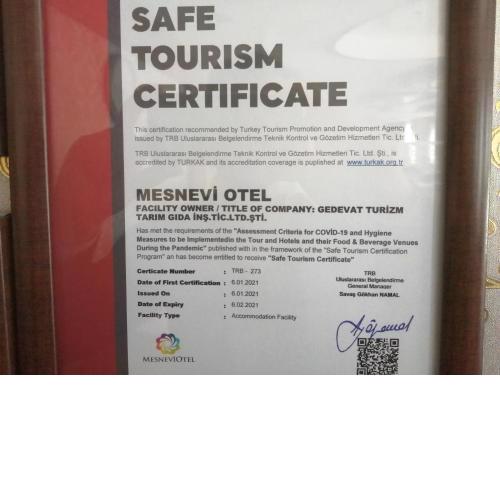 SAFE
TOURISM
CERTIFICATE
This certification recommended by Turkey Tourism Promotion and Development Agency
issued by TRB Uluslararası Belgelendirme Teknik Kontrol ve Gözetim Hizmetleri Tic. Ltd. Şti.
TRB Uluslararası Belgelendirme Teknik Kontrol ve Gözetim Hizmetleri Tic. Ltd. Şti., is
accredited by TURKAK and its accreditation coverage is puplished at www.turkak.org.tr
MESNEVİ OTEL
FACILITY OWNER / TITLE OF COMPANY: GEDEVAT TURİZM
TARIM GIDA İNŞ.TİC.LTD.ŞTİ.
Has met the requirements of the "Assessment Criteria for COVİD-19 and Hygiene
Measures to be Implementedin the Tour and Hotels and their Food & Beverage Venues
During the Pandemic" published with in the framework of the "Safe Tourism Certification
Program" an has become entitled to receive "Safe Tourism Certificate"
Certicate Number : TRB - 273
Date of First Certification : 6.01.2021
Issued On : 6.01.2021
Date of Expiry : 6.02.2021
Facility Type : Accommodation Facility
TRB
Uluslararası Belgelendirme
General Manager
Savaş Gökhan NAMAL
MESNEVİOTEL